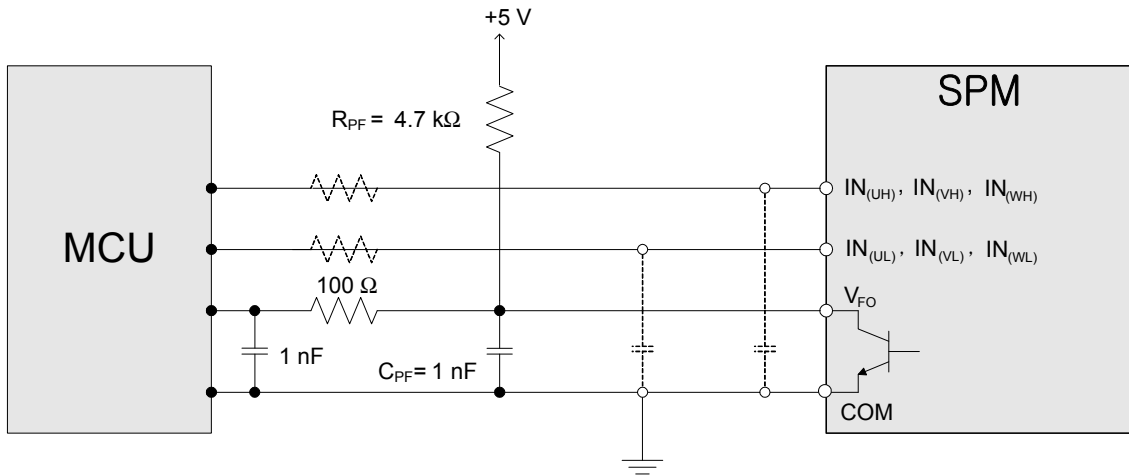 +5 V
SPM
R_PF = 4.7 kΩ
IN_(UH), IN_(VH), IN_(WH)
MCU
IN_(UL), IN_(VL), IN_(WL)
100 Ω
V_FO
1 nF
C_PF = 1 nF
COM